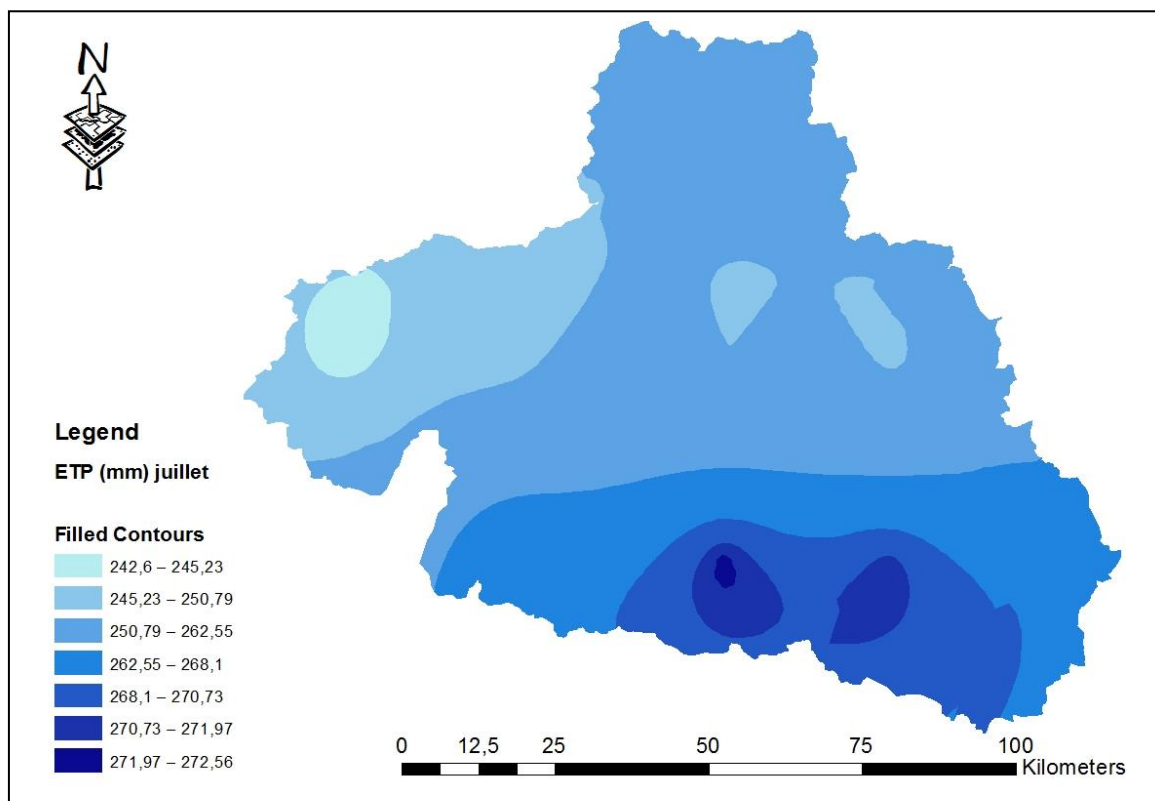 N
Legend
ETP (mm) juillet
Filled Contours
242,6 – 245,23
245,23 – 250,79
250,79 – 262,55
262,55 – 268,1
268,1 – 270,73
270,73 – 271,97
271,97 – 272,56
0 12,5 25 50 75 100
Kilometers